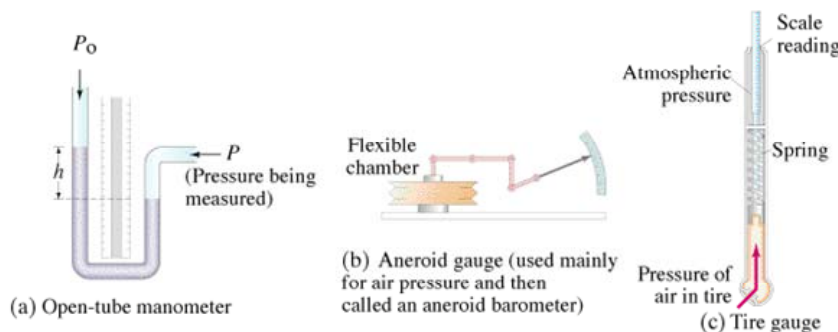 P₀
h
P
(Pressure being
measured)
(a) Open-tube manometer
Flexible
chamber
(b) Aneroid gauge (used mainly
for air pressure and then
called an aneroid barometer)
Scale
reading
Atmospheric
pressure
Spring
Pressure of
air in tire
(c) Tire gauge